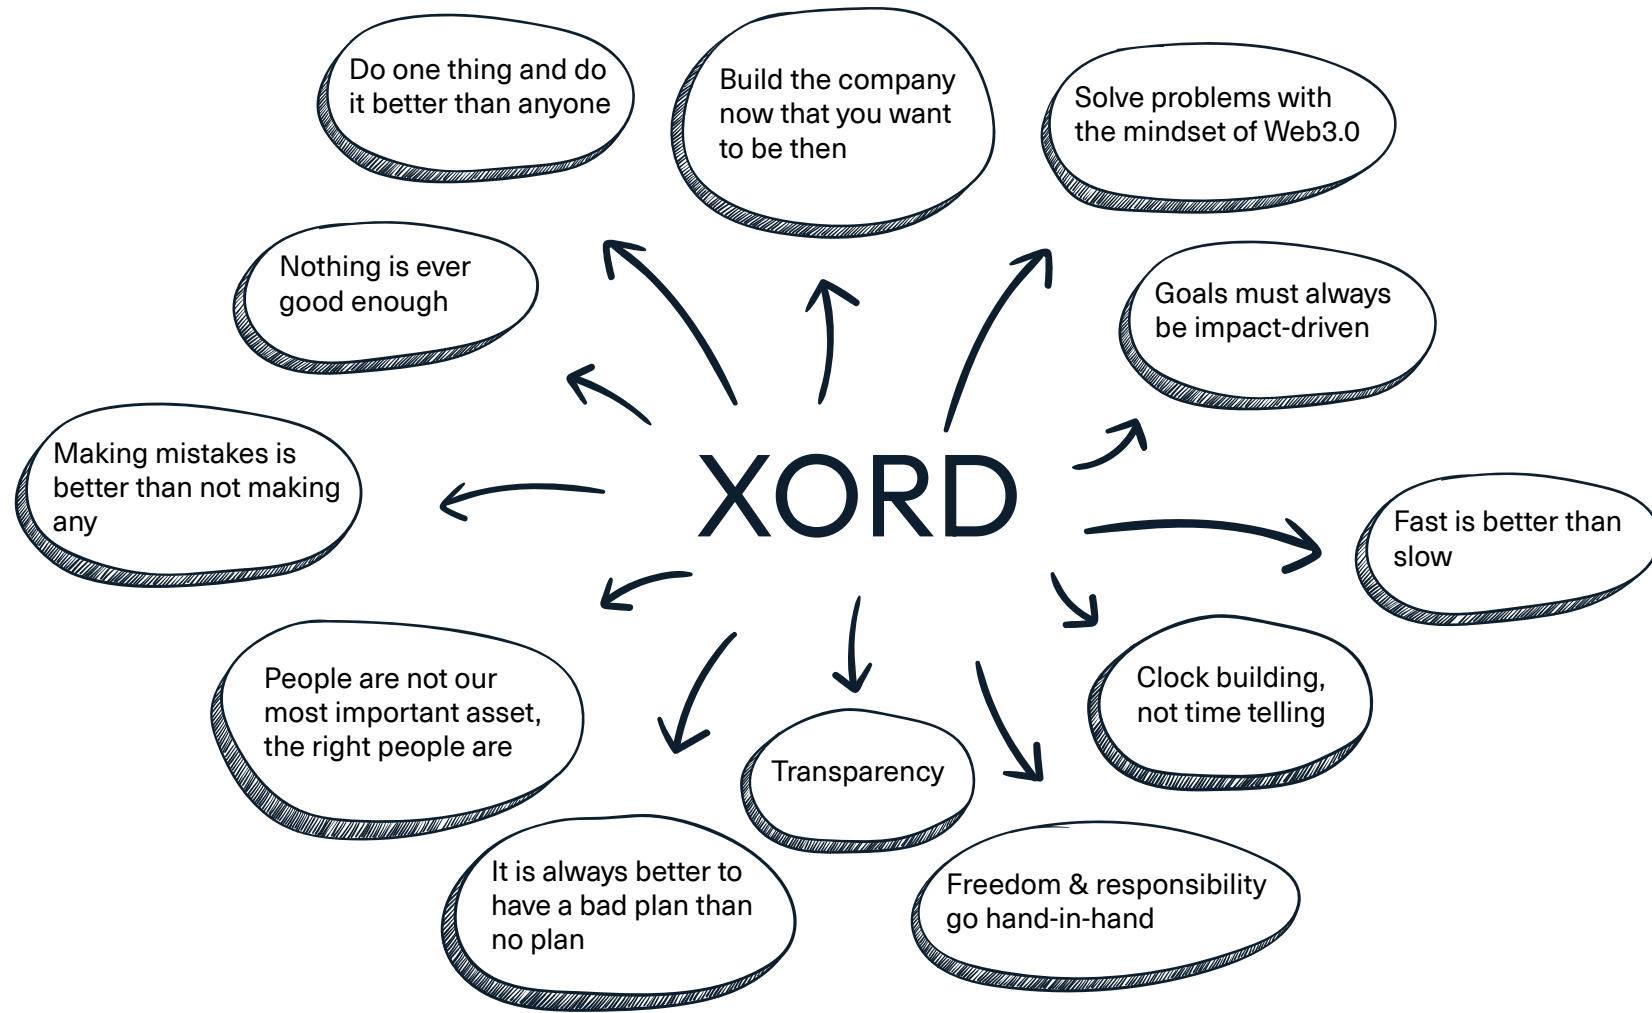 Do one thing and do
it better than anyone
Build the company
now that you want
to be then
Solve problems with
the mindset of Web3.0
Nothing is ever
good enough
Goals must always
be impact-driven
Making mistakes is
better than not making
any
XORD
Fast is better than
slow
People are not our
most important asset,
the right people are
Clock building,
not time telling
Transparency
It is always better to
have a bad plan than
no plan
Freedom & responsibility
go hand-in-hand